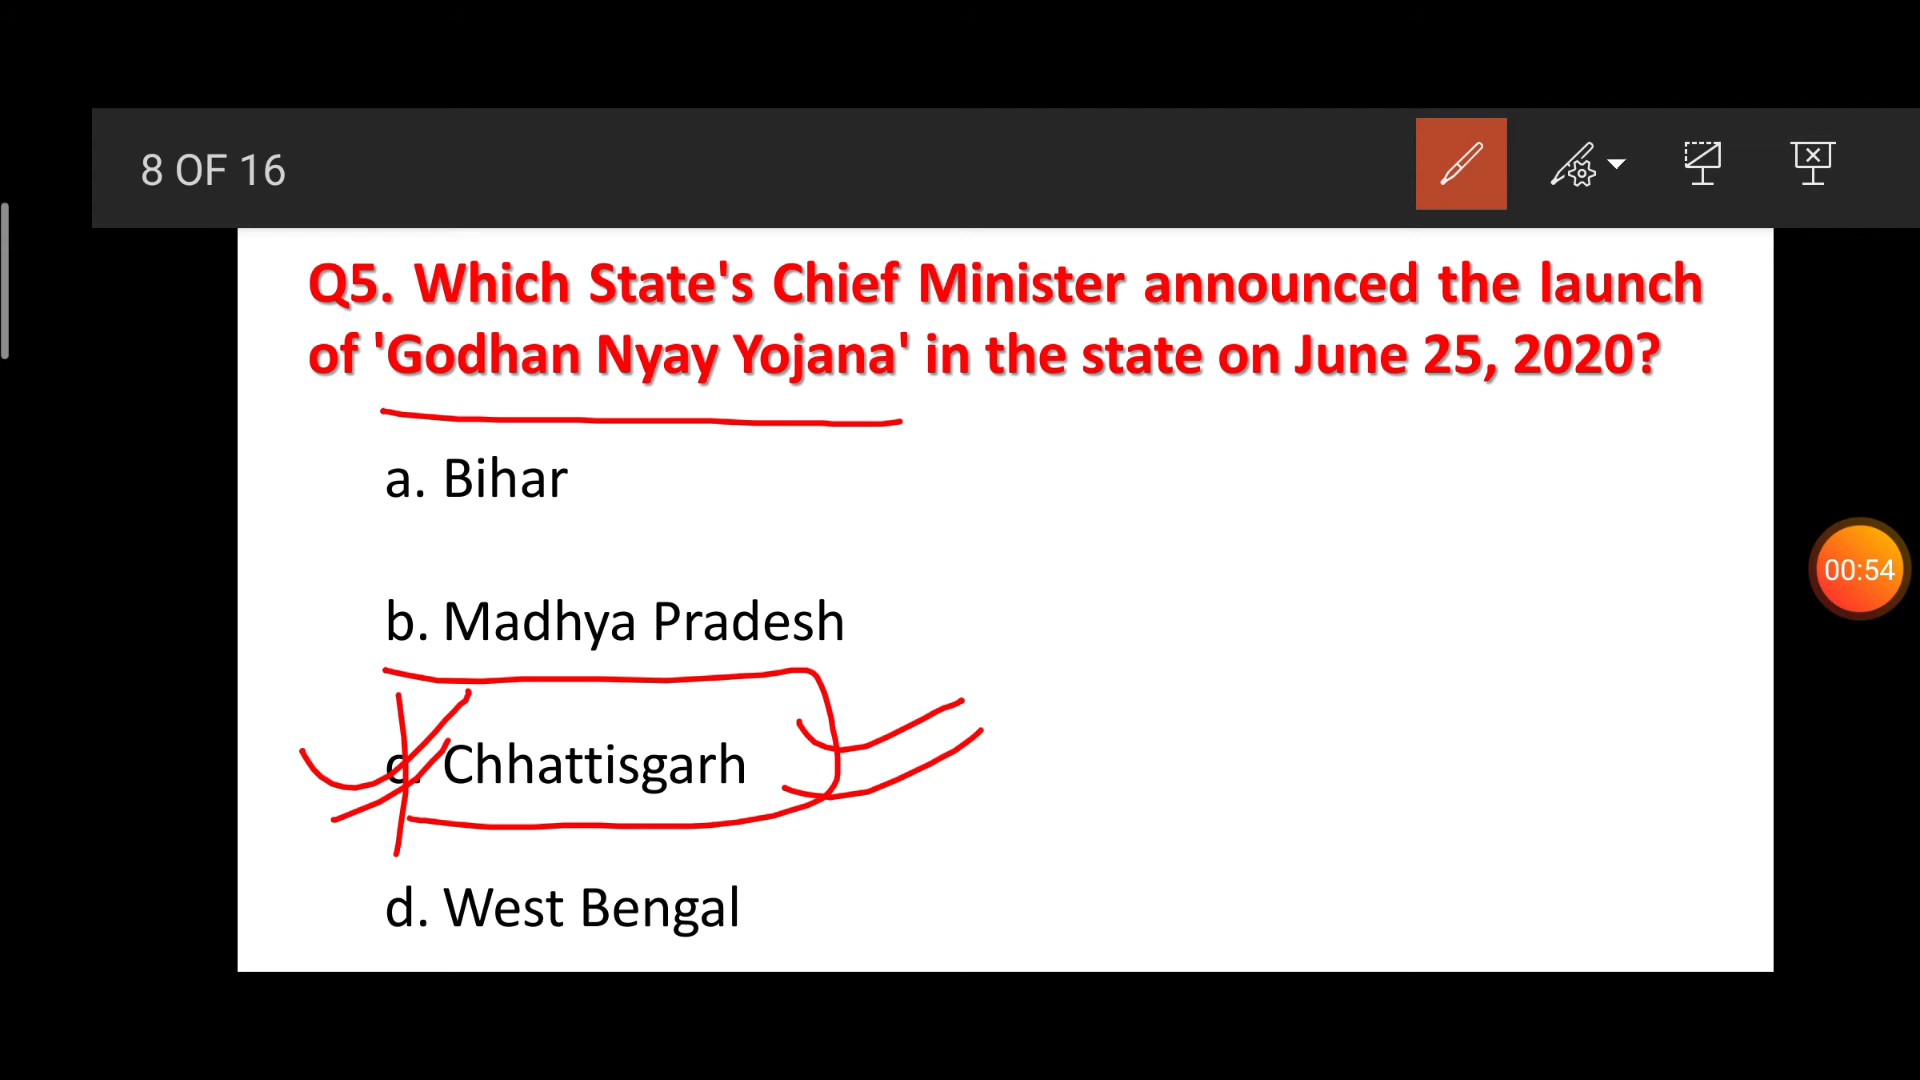 8 OF 16
Q5. Which State's Chief Minister announced the launch
of 'Godhan Nyay Yojana' in the state on June 25, 2020?
a. Bihar
b. Madhya Pradesh
00:54
c. Chhattisgarh
d. West Bengal